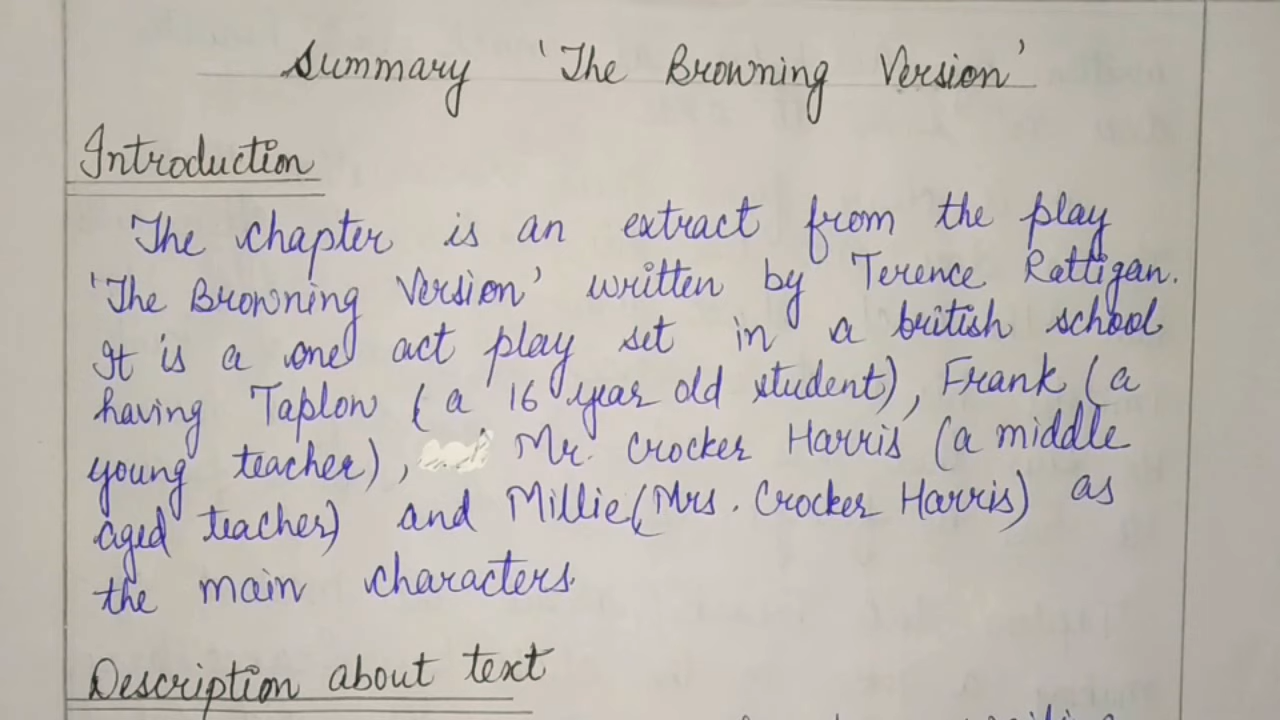 Summary 'The Browning Version'
Introduction
The chapter is an extract from the play
'The Browning Version' written by Terence Rattigan.
It is a one act play set in a british school
having Taplow (a 16 year old student), Frank (a
young teacher), Mr. Crocker Harris (a middle
aged teacher) and Millie (Mrs. Crocker Harris) as
the main characters.
Description about text